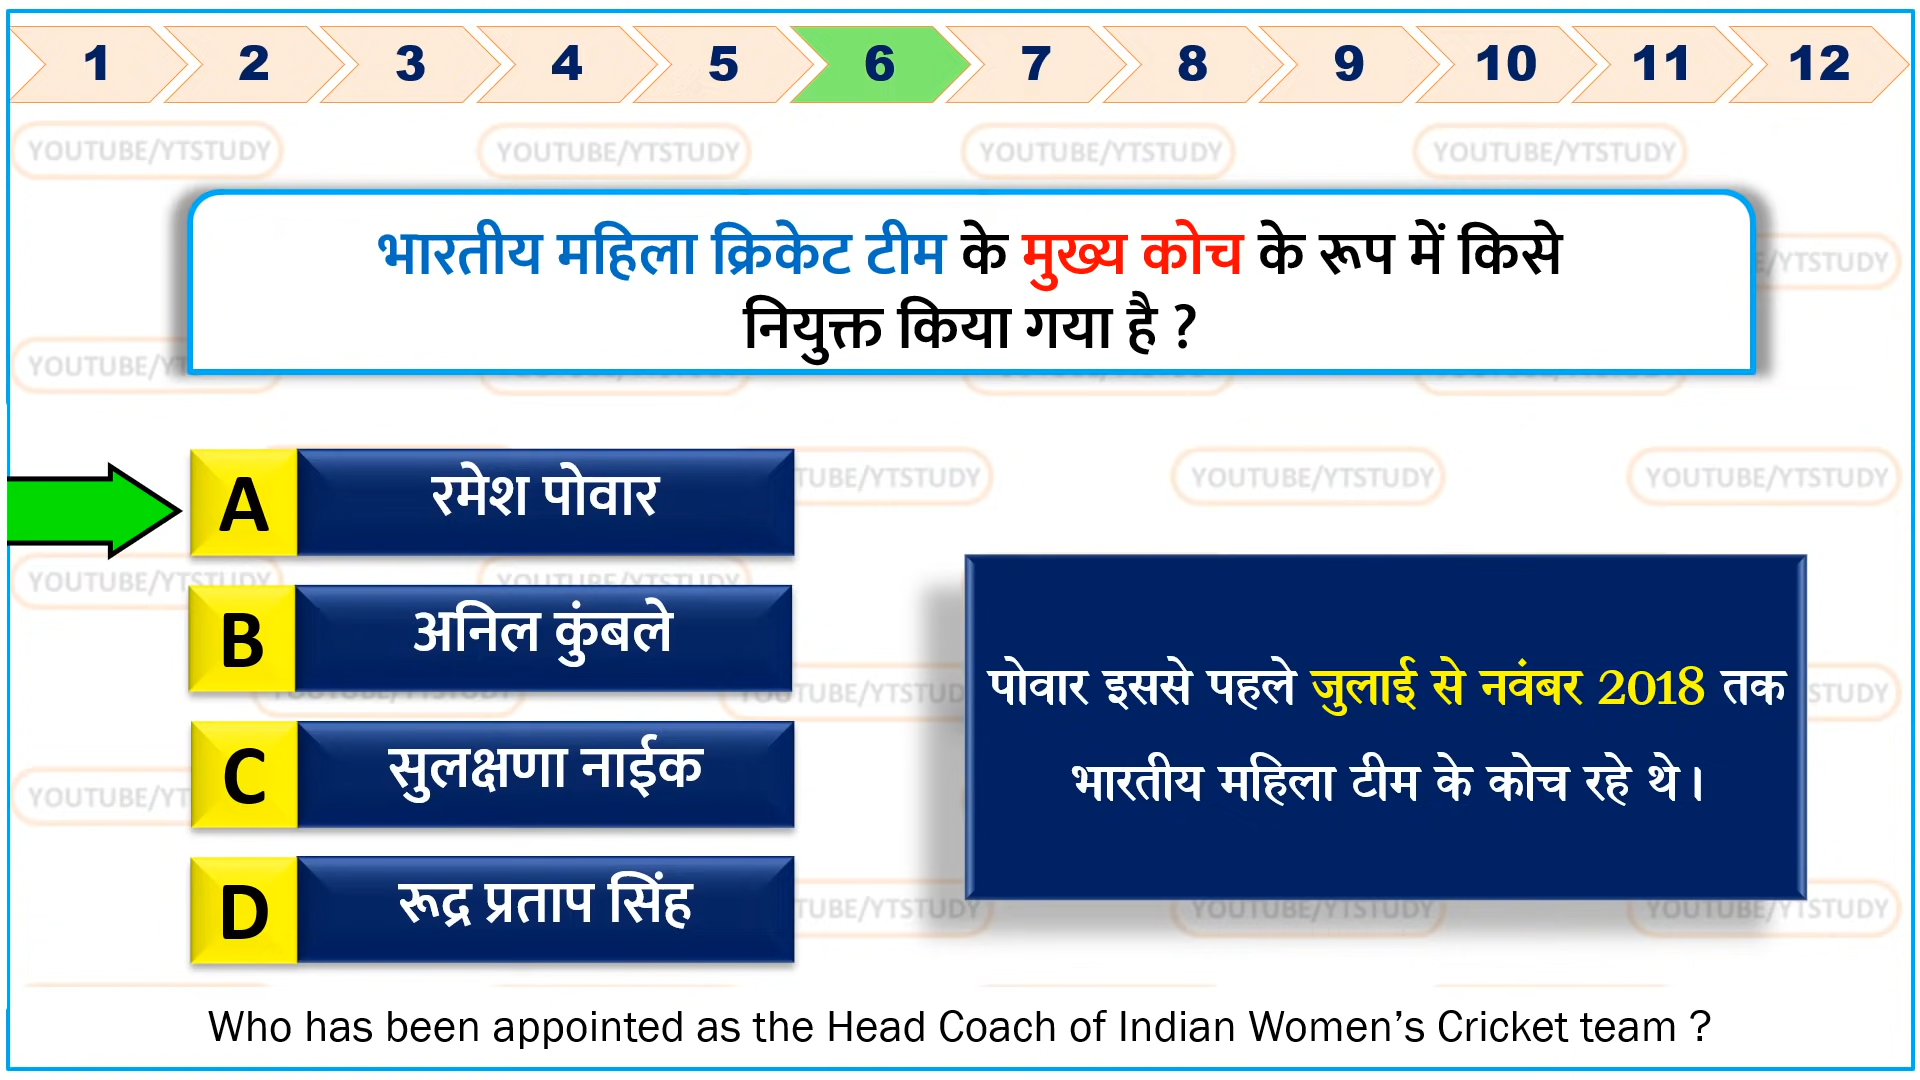 1 2 3 4 5 6 7 8 9 10 11 12
YOUTUBE/YTSTUDY YOUTUBE/YTSTUDY YOUTUBE/YTSTUDY YOUTUBE/YTSTUDY
भारतीय महिला क्रिकेट टीम के मुख्य कोच के रूप में किसे
नियुक्त किया गया है ?
A रमेश पोवार
B अनिल कुंबले
C सुलक्षणा नाईक
D रूद्र प्रताप सिंह
YOUTUBE/YTSTUDY YOUTUBE/YTSTUDY
पोवार इससे पहले जुलाई से नवंबर 2018 तक
भारतीय महिला टीम के कोच रहे थे।
Who has been appointed as the Head Coach of Indian Women’s Cricket team ?